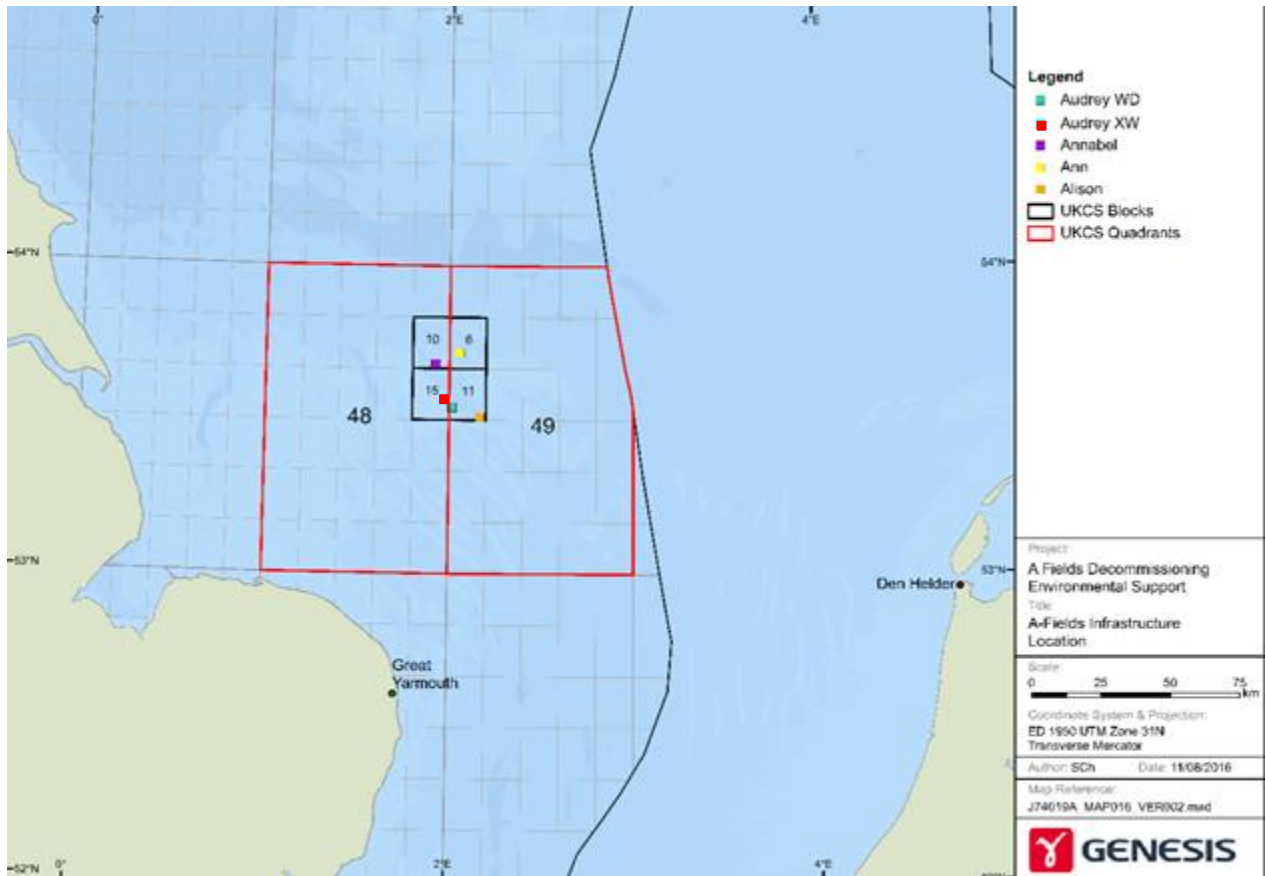 0°
2°E
4°E
54°N
54°N
10
6
15
11
48
49
53°N
53°N
Den Helder
Great
Yarmouth
52°N
0°
2°E
4°E
Legend
Audrey WD
Audrey XW
Annabel
Ann
Alison
UKCS Blocks
UKCS Quadrants
Project:
A Fields Decommissioning
Environmental Support
Title:
A-Fields Infrastructure
Location
Scale:
0 25 50 75
km
Coordinate System & Projection:
ED 1950 UTM Zone 31N
Transverse Mercator
Author: SCh Date: 11/08/2016
Map Reference:
J74019A_MAP016_VER002.mxd
GENESIS